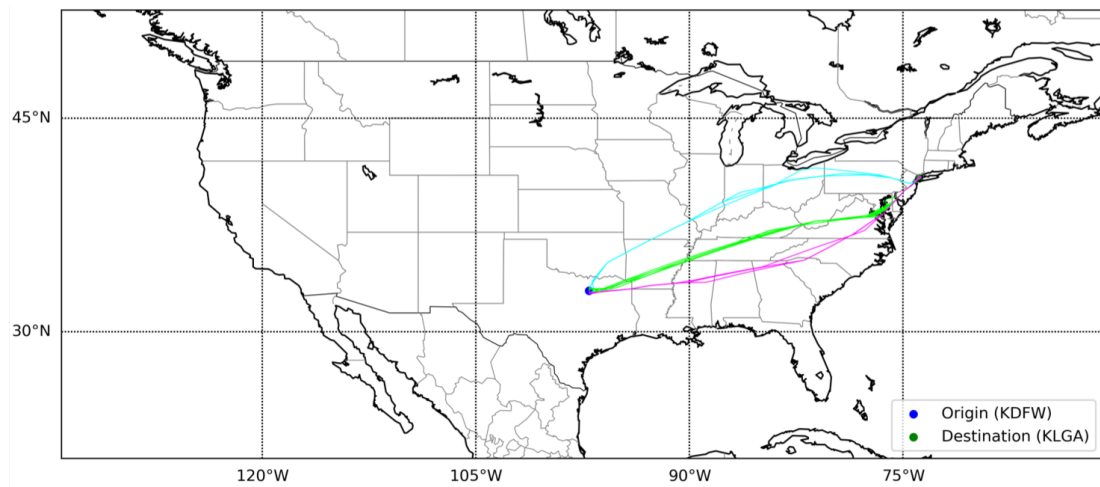 45°N
30°N
120°W
105°W
90°W
75°W
Origin (KDFW)
Destination (KLGA)